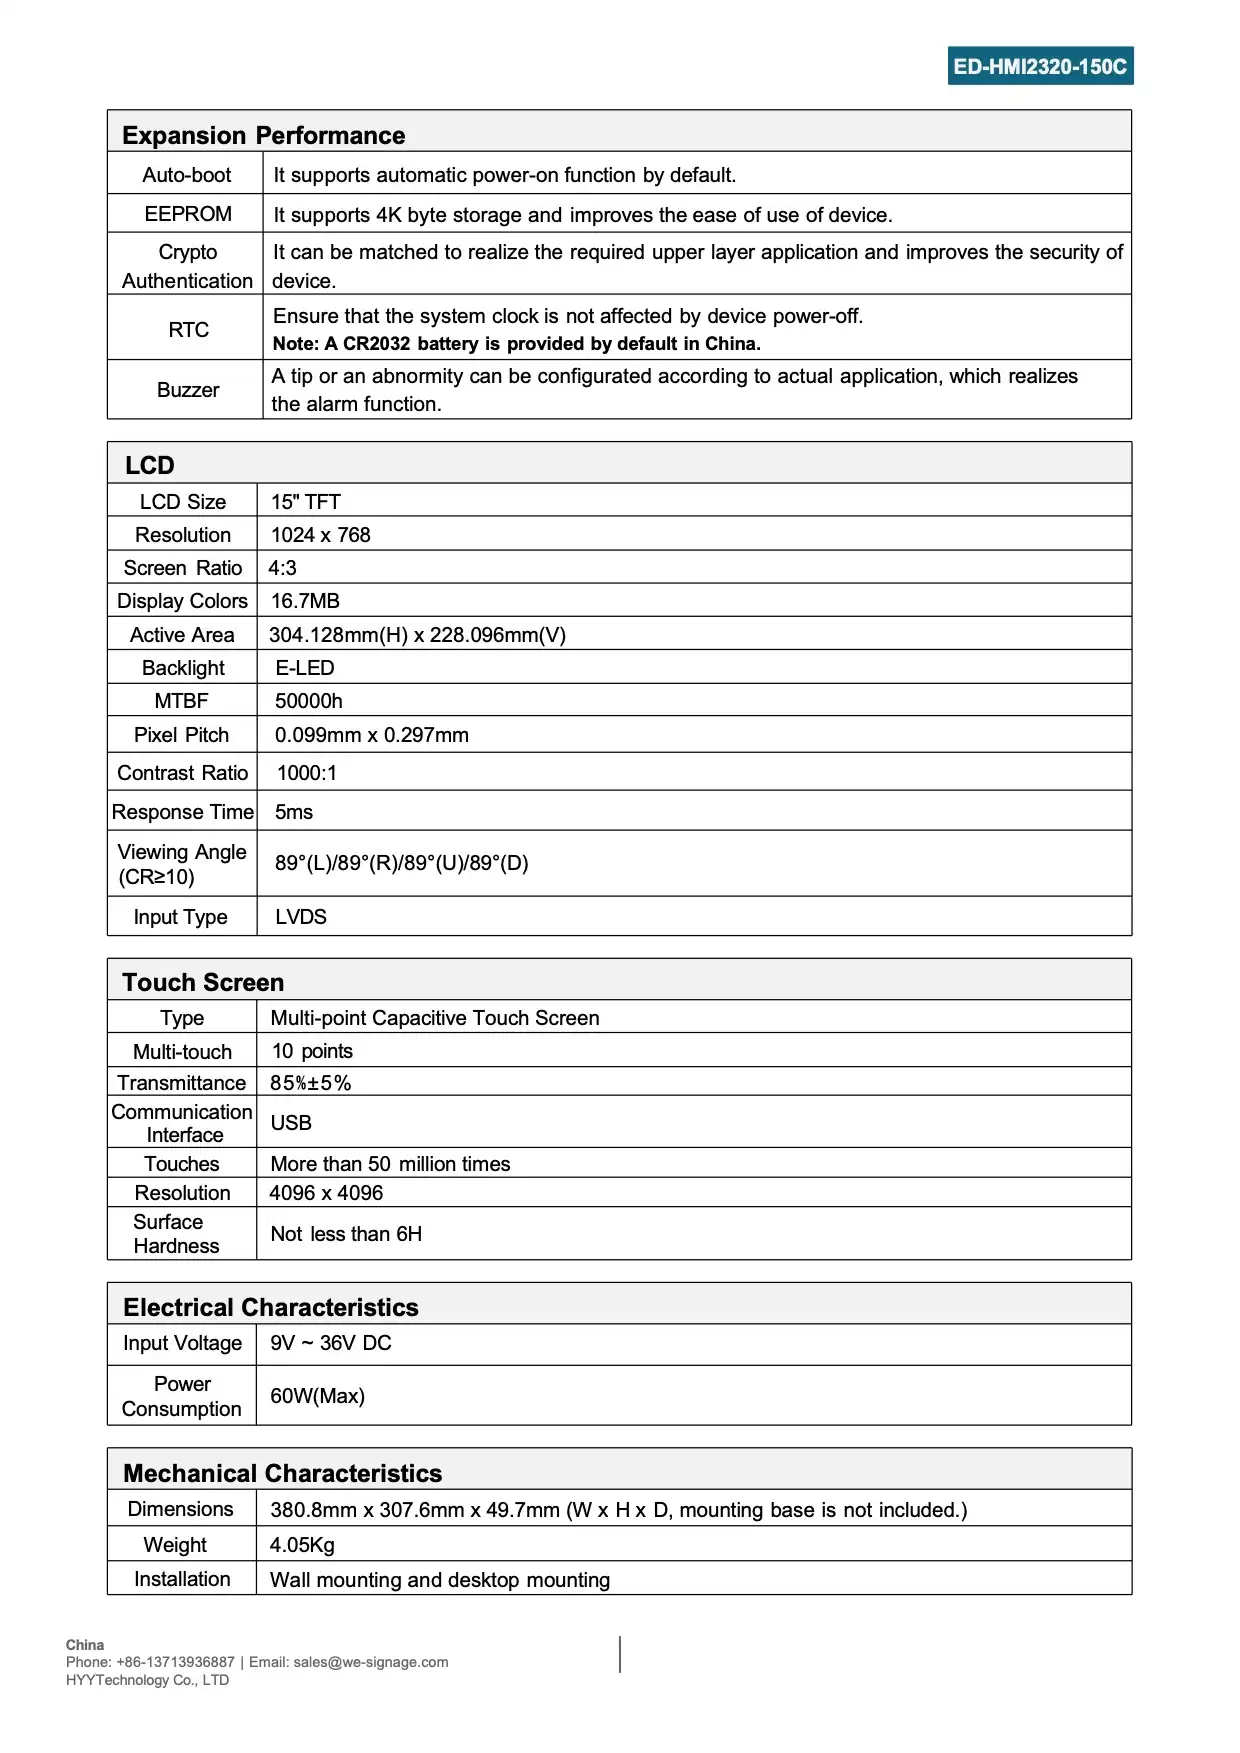 ED-HMI2320-150C
Expansion Performance
Auto-boot It supports automatic power-on function by default.
EEPROM It supports 4K byte storage and improves the ease of use of device.
Crypto Authentication It can be matched to realize the required upper layer application and improves the security of
device.
RTC Ensure that the system clock is not affected by device power-off.
Note: A CR2032 battery is provided by default in China.
Buzzer A tip or an abnormity can be configurated according to actual application, which realizes
the alarm function.
LCD
LCD Size 15" TFT
Resolution 1024 x 768
Screen Ratio 4:3
Display Colors 16.7MB
Active Area 304.128mm(H) x 228.096mm(V)
Backlight E-LED
MTBF 50000h
Pixel Pitch 0.099mm x 0.297mm
Contrast Ratio 1000:1
Response Time 5ms
Viewing Angle
(CR≥10) 89°(L)/89°(R)/89°(U)/89°(D)
Input Type LVDS
Touch Screen
Type Multi-point Capacitive Touch Screen
Multi-touch 10 points
Transmittance 85%±5%
Communication
Interface USB
Touches More than 50 million times
Resolution 4096 x 4096
Surface
Hardness Not less than 6H
Electrical Characteristics
Input Voltage 9V ~ 36V DC
Power
Consumption 60W(Max)
Mechanical Characteristics
Dimensions 380.8mm x 307.6mm x 49.7mm (W x H x D, mounting base is not included.)
Weight 4.05Kg
Installation Wall mounting and desktop mounting
China
Phone: +86-13713936887 | Email: sales@we-signage.com
HYYTechnology Co., LTD